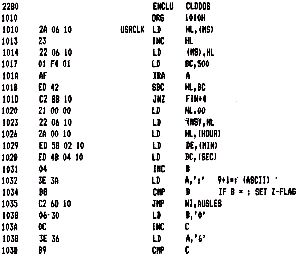 2280 ENCLU CLDDDB
1010 ORG 1010H
1010 2A 06 10 USRCLK LD HL,(MS)
1013 23 INC HL
1014 22 06 10 LD (MS),HL
1017 01 F4 01 LD BC,500
101A AF XRA A
101B ED 42 SBC HL,BC
101D C2 8B 10 JNZ FIN+4
1020 21 00 00 LD HL,00
1023 22 06 10 LD (MS),HL
1026 2A 00 10 LD HL,(HOUR)
1029 ED 5B 02 10 LD DE,(MIN)
102D ED 4B 04 10 LD BC,(SEC)
1031 04 INC B
1032 3E 3A LD A,':' 9+1=: (ASCII)
1034 B8 CMP B IF B = : SET Z-FLAG
1035 C2 6D 10 JMP NZ,AUSLES
1038 06 30 LD B,'0'
103A 0C INC C
103B 3E 36 LD A,'6'
103D B9 CMP C